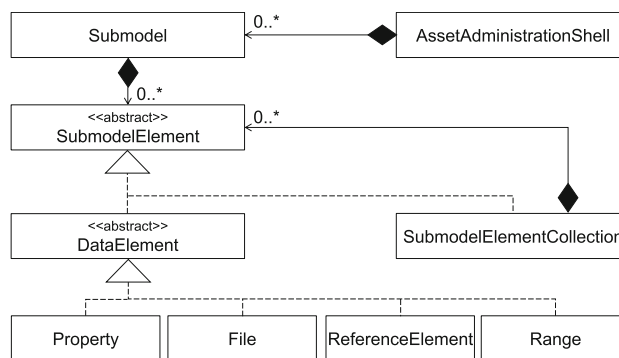 Submodel
0..*
AssetAdministrationShell
0..*
<<abstract>>
SubmodelElement
0..*
<<abstract>>
DataElement
SubmodelElementCollection
Property
File
ReferenceElement
Range